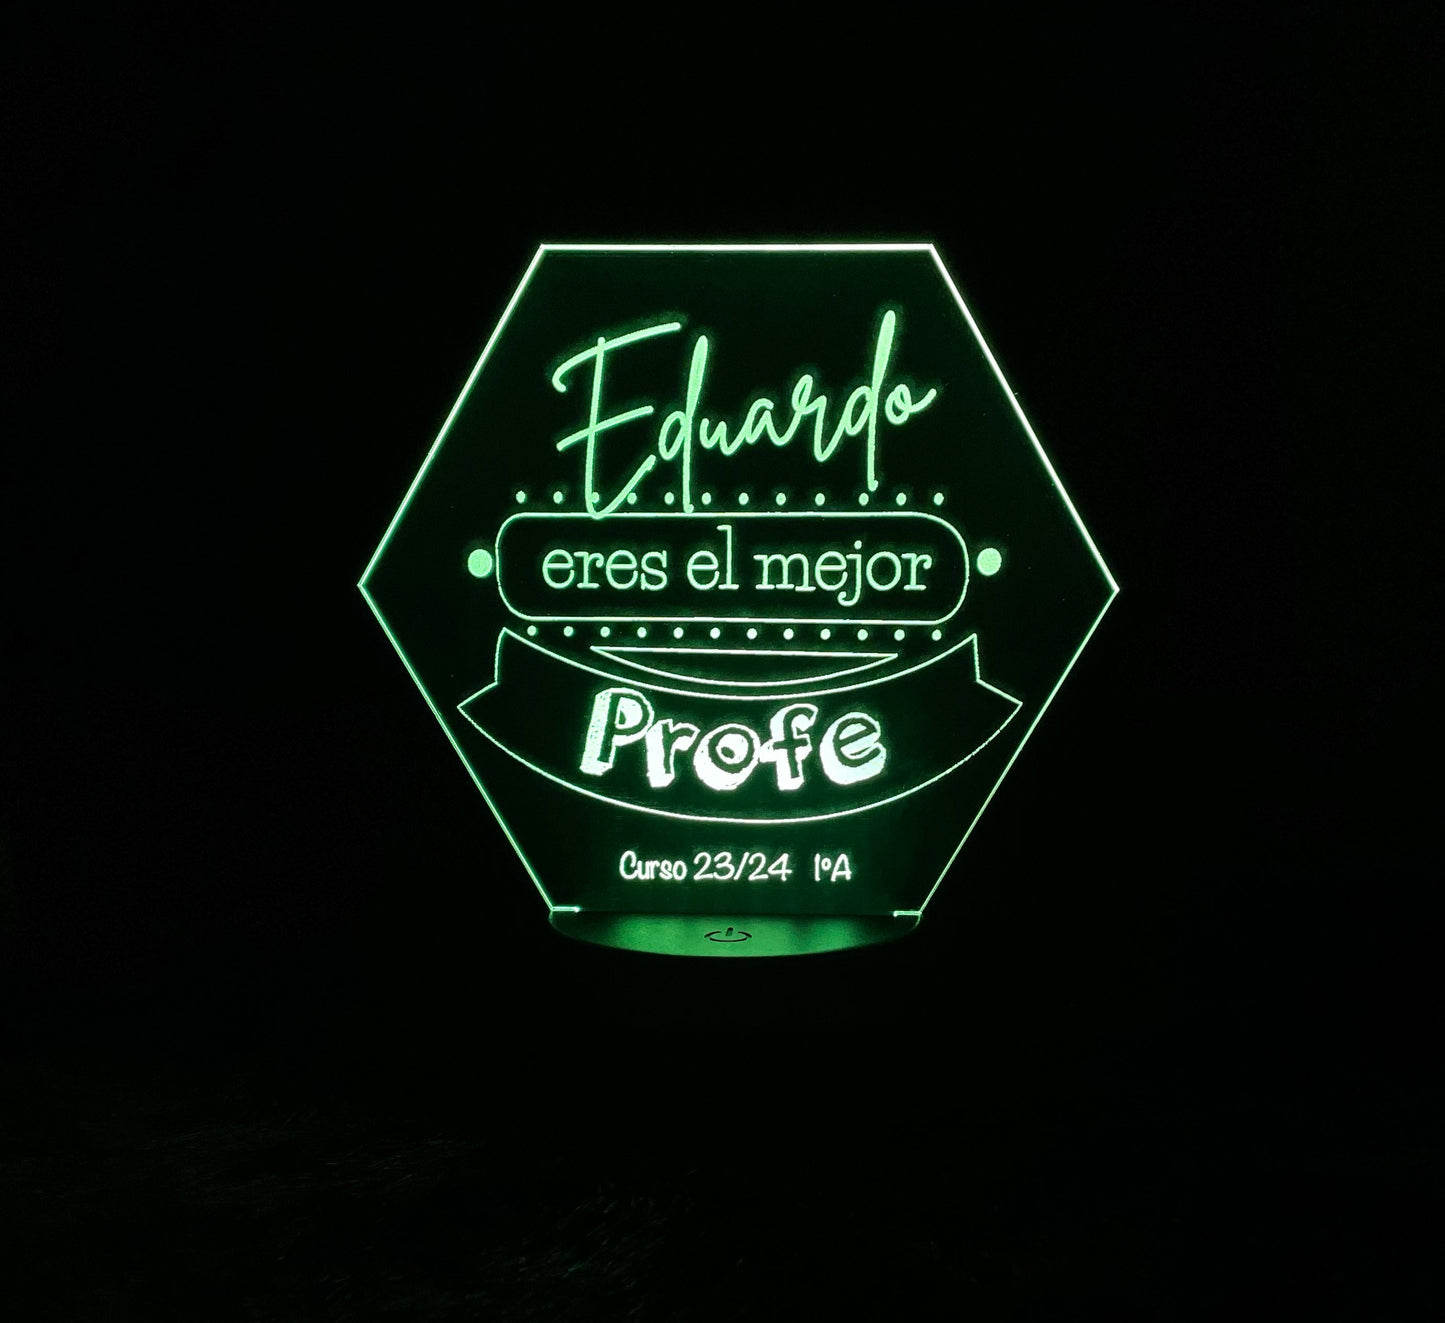 Eduardo
eres el mejor
Profe
Curso 23/24 1ºA